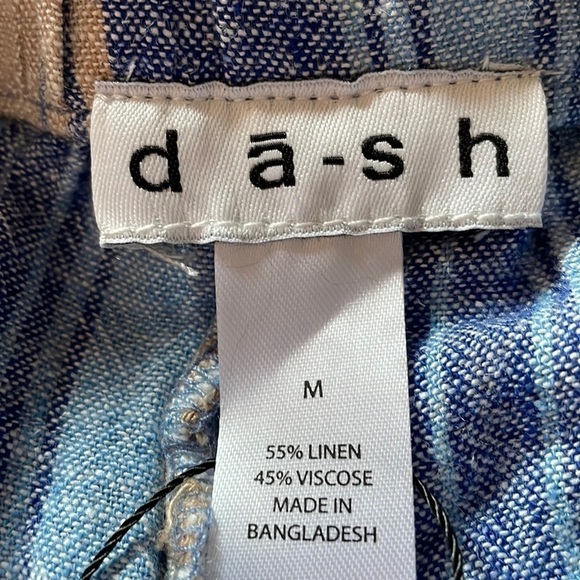 dā-sh
M
55% LINEN
45% VISCOSE
MADE IN
BANGLADESH